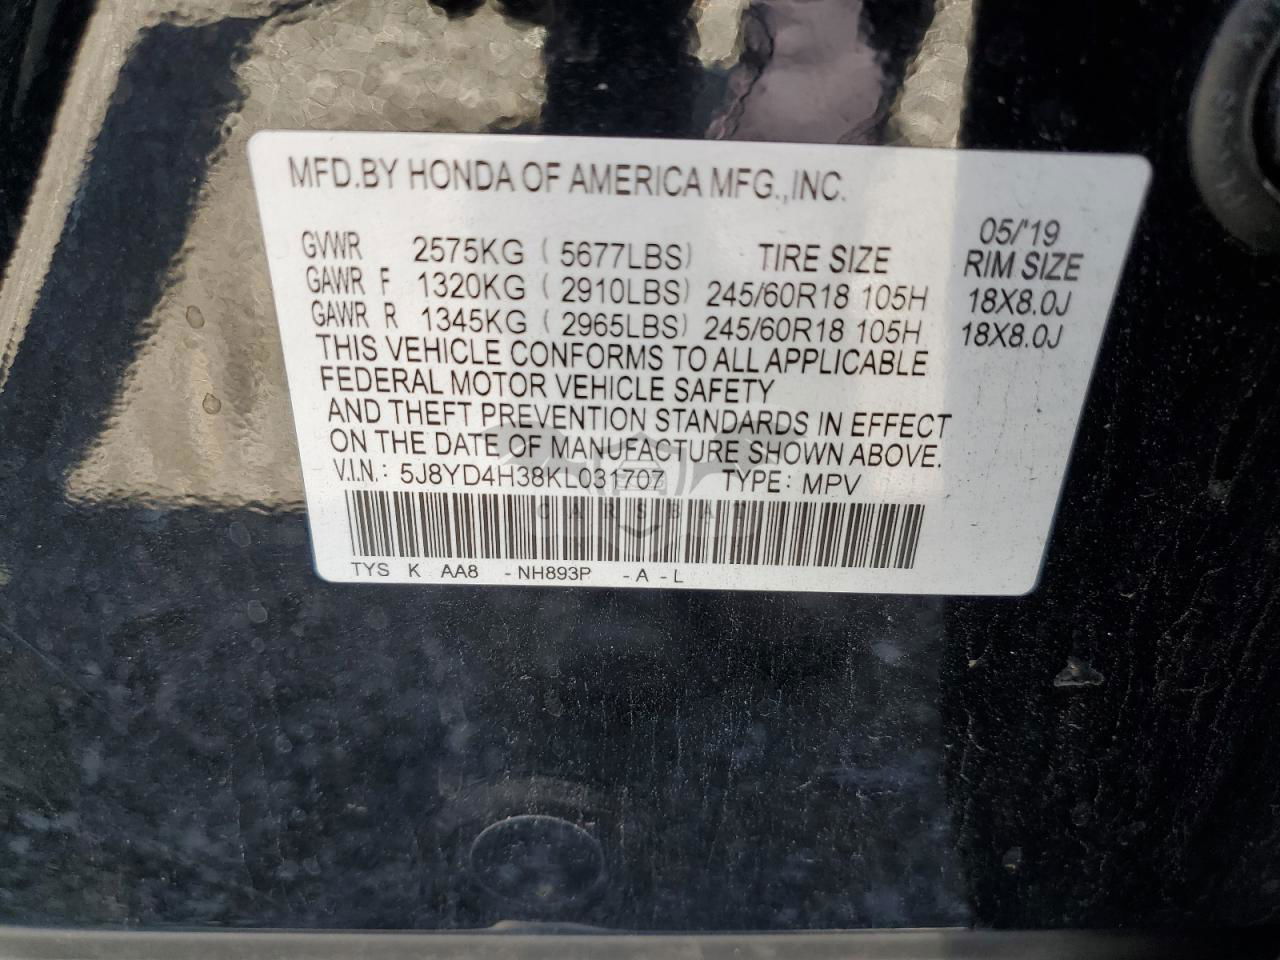 MFD.BY HONDA OF AMERICA MFG.,INC.
05/'19
GVWR 2575KG ( 5677LBS) TIRE SIZE RIM SIZE
GAWR F 1320KG ( 2910LBS) 245/60R18 105H 18X8.0J
GAWR R 1345KG ( 2965LBS) 245/60R18 105H 18X8.0J
THIS VEHICLE CONFORMS TO ALL APPLICABLE
FEDERAL MOTOR VEHICLE SAFETY
AND THEFT PREVENTION STANDARDS IN EFFECT
ON THE DATE OF MANUFACTURE SHOWN ABOVE.
V.I.N.: 5J8YD4H38KL031707 TYPE: MPV
CARSBAT
TYS K AA8 -NH893P -A -L